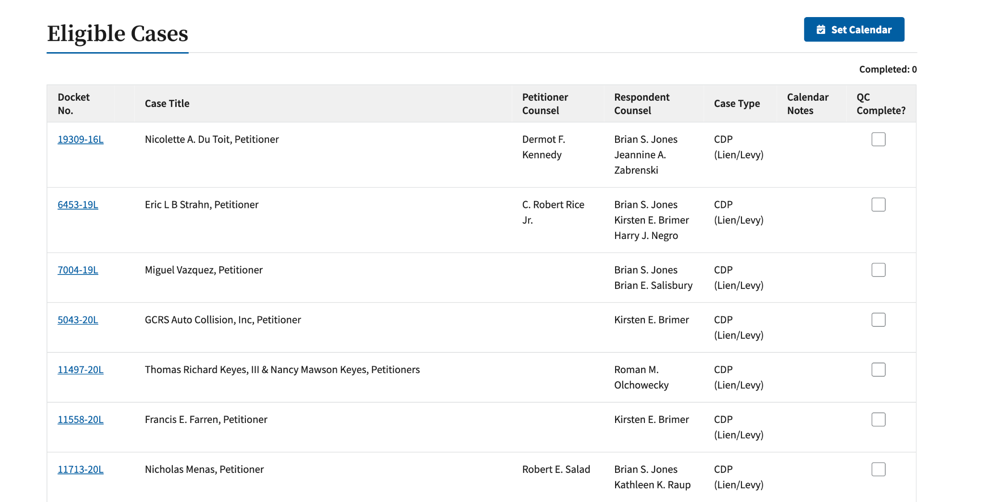 Eligible Cases
Set Calendar
Completed: 0
Docket No.
Case Title
Petitioner Counsel
Respondent Counsel
Case Type
Calendar Notes
QC Complete?
19309-16L
Nicolette A. Du Toit, Petitioner
Dermot F. Kennedy
Brian S. Jones
Jeannine A. Zabrenski
CDP (Lien/Levy)
6453-19L
Eric L B Strahn, Petitioner
C. Robert Rice Jr.
Brian S. Jones
Kirsten E. Brimer
Harry J. Negro
CDP (Lien/Levy)
7004-19L
Miguel Vazquez, Petitioner
Brian S. Jones
Brian E. Salisbury
CDP (Lien/Levy)
5043-20L
GCRS Auto Collision, Inc, Petitioner
Kirsten E. Brimer
CDP (Lien/Levy)
11497-20L
Thomas Richard Keyes, III & Nancy Mawson Keyes, Petitioners
Roman M. Olchowecky
CDP (Lien/Levy)
11558-20L
Francis E. Farren, Petitioner
Kirsten E. Brimer
CDP (Lien/Levy)
11713-20L
Nicholas Menas, Petitioner
Robert E. Salad
Brian S. Jones
Kathleen K. Raup
CDP (Lien/Levy)